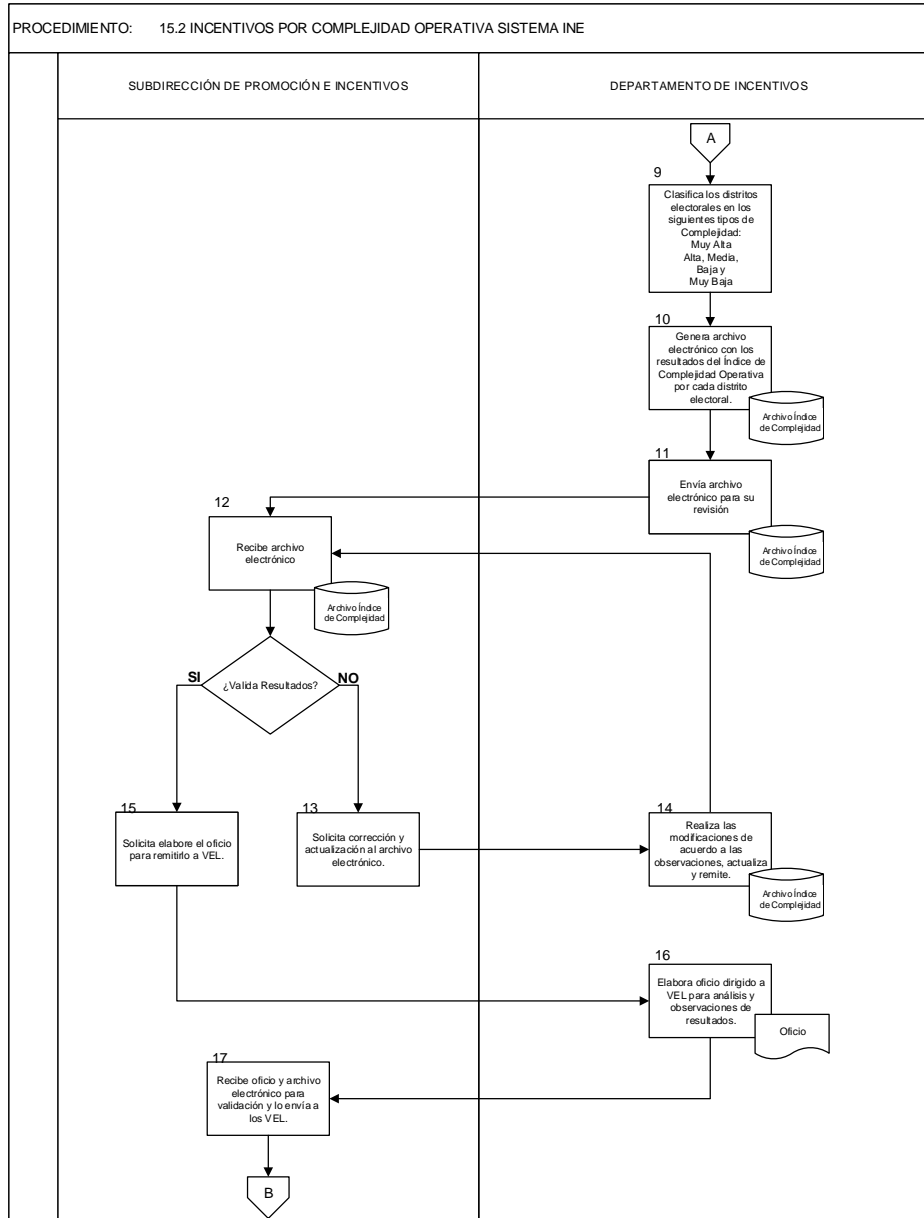 PROCEDIMIENTO: 15.2 INCENTIVOS POR COMPLEJIDAD OPERATIVA SISTEMA INE
SUBDIRECCIÓN DE PROMOCIÓN E INCENTIVOS
DEPARTAMENTO DE INCENTIVOS
A
9
Clasifica los distritos
electorales en los
siguientes tipos de
Complejidad:
Muy Alta
Alta, Media,
Baja y
Muy Baja
10
Genera archivo
electrónico con los
resultados del Índice de
Complejidad Operativa
por cada distrito
electoral.
Archivo Índice
de Complejidad
11
Envía archivo
electrónico para su
revisión
Archivo Índice
de Complejidad
12
Recibe archivo
electrónico
Archivo Índice
de Complejidad
¿Valida Resultados?
SI
NO
15
Solicita elabore el oficio
para remitirlo a VEL.
13
Solicita corrección y
actualización al archivo
electrónico.
14
Realiza las
modificaciones de
acuerdo a las
observaciones, actualiza
y remite.
Archivo Índice
de Complejidad
16
Elabora oficio dirigido a
VEL para análisis y
observaciones de
resultados.
Oficio
17
Recibe oficio y archivo
electrónico para
validación y lo envía a
los VEL.
B